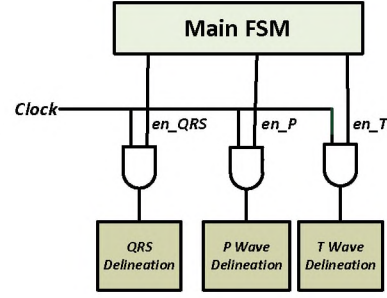 Main FSM
Clock
en_QRS
en_P
en_T
QRS
Delineation
P Wave
Delineation
T Wave
Delineation